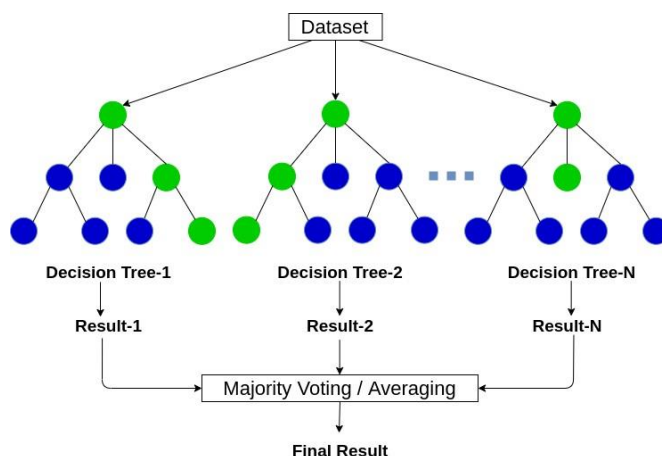 Dataset
Decision Tree-1
Decision Tree-2
Decision Tree-N
Result-1
Result-2
Result-N
Majority Voting / Averaging
Final Result